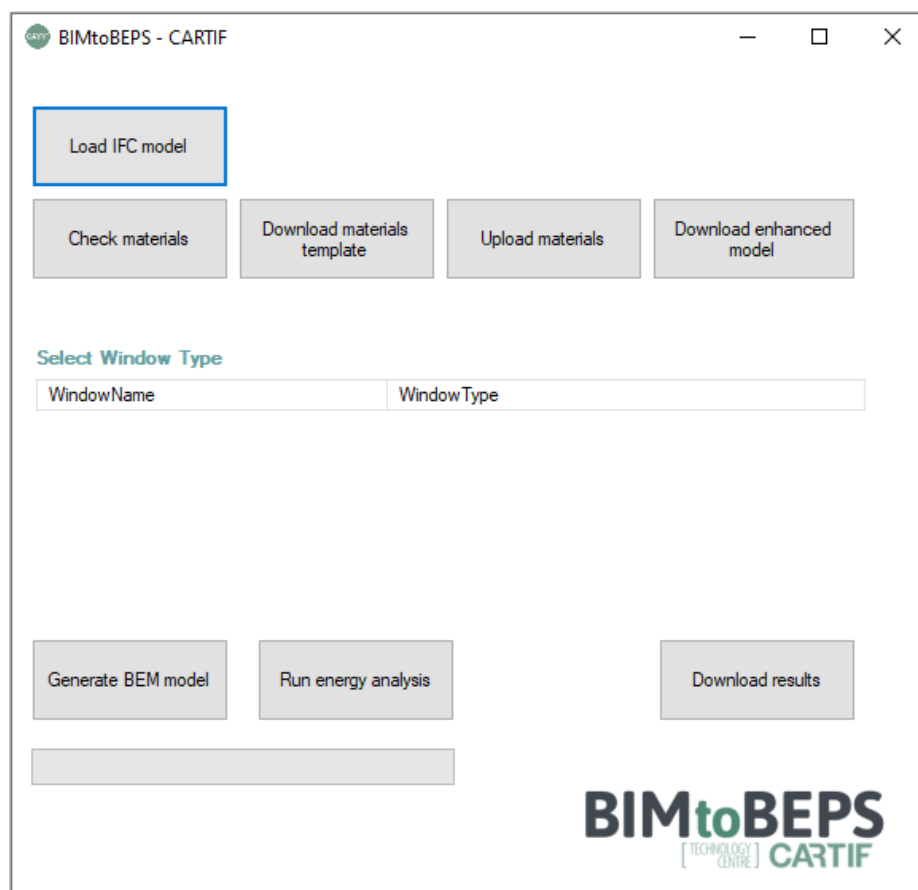 BIMtoBEPS - CARTIF
Load IFC model
Check materials
Download materials
template
Upload materials
Download enhanced
model
Select Window Type
WindowName
WindowType
Generate BEM model
Run energy analysis
Download results
BIMtoBEPS
[TECHNOLOGY
CENTRE] CARTIF